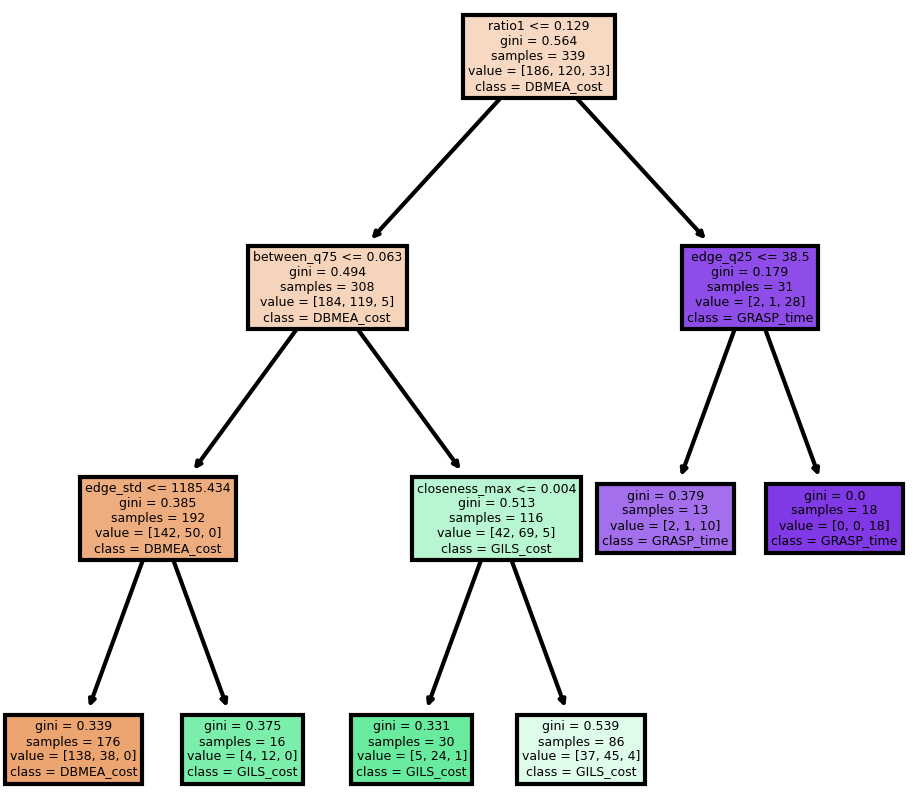 ratio1 <= 0.129
gini = 0.564
samples = 339
value = [186, 120, 33]
class = DBMEA_cost
between_q75 <= 0.063
gini = 0.494
samples = 308
value = [184, 119, 5]
class = DBMEA_cost
edge_q25 <= 38.5
gini = 0.179
samples = 31
value = [2, 1, 28]
class = GRASP_time
edge_std <= 1185.434
gini = 0.385
samples = 192
value = [142, 50, 0]
class = DBMEA_cost
closeness_max <= 0.004
gini = 0.513
samples = 116
value = [42, 69, 5]
class = GILS_cost
gini = 0.379
samples = 13
value = [2, 1, 10]
class = GRASP_time
gini = 0.0
samples = 18
value = [0, 0, 18]
class = GRASP_time
gini = 0.339
samples = 176
value = [138, 38, 0]
class = DBMEA_cost
gini = 0.375
samples = 16
value = [4, 12, 0]
class = GILS_cost
gini = 0.331
samples = 30
value = [5, 24, 1]
class = GILS_cost
gini = 0.539
samples = 86
value = [37, 45, 4]
class = GILS_cost